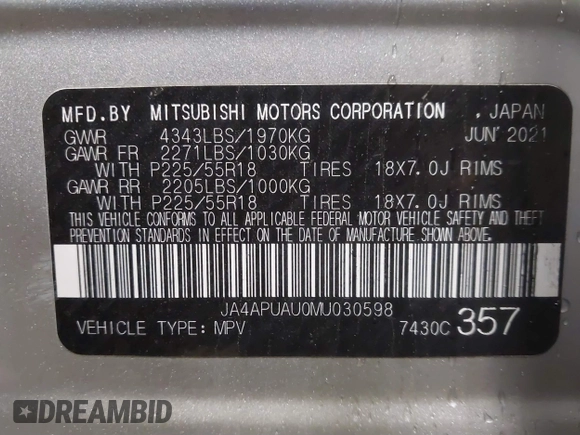 MFD.BY MITSUBISHI MOTORS CORPORATION , JAPAN
GVWR 4343LBS/1970KG JUN' 2021
GAWR FR 2271LBS/1030KG
WITH P225/55R18 TIRES 18X7.0J RIMS
GAWR RR 2205LBS/1000KG
WITH P225/55R18 TIRES 18X7.0J RIMS
THIS VEHICLE CONFORMS TO ALL APPLICABLE FEDERAL MOTOR VEHICLE SAFETY AND THEFT
PREVENTION STANDARDS IN EFFECT ON THE DATE OF MANUFACTURE SHOWN ABOVE.
JA4APUAU0MU030598
VEHICLE TYPE: MPV 7430C 357
DREAMBID